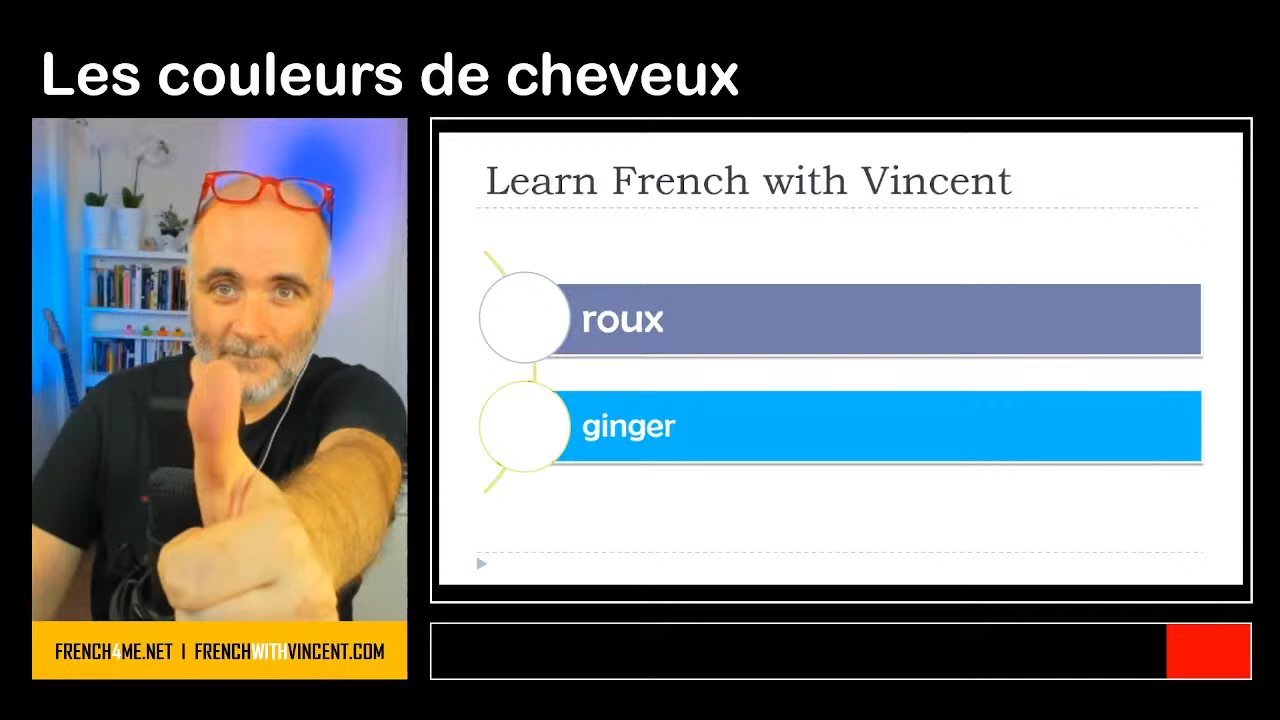 Les couleurs de cheveux
Learn French with Vincent
roux
ginger
FRENCH4ME.NET | FRENCHWITHVINCENT.COM